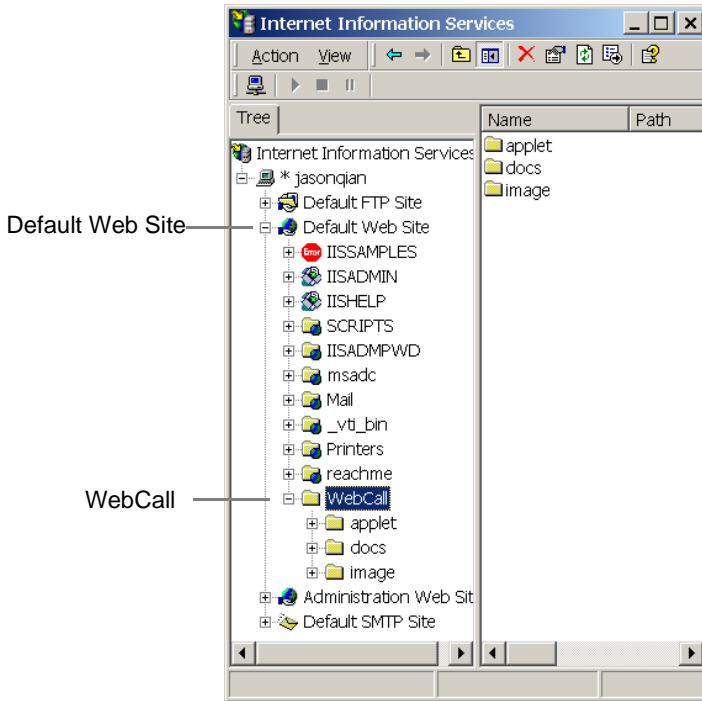 Internet Information Services
Action View
Tree
Name Path
Internet Information Services
* jasonqian
Default FTP Site
Default Web Site
Default Web Site
Error IISSAMPLES
IISADMIN
IISHELP
SCRIPTS
IISADMPWD
msadc
Mail
_vti_bin
Printers
reachme
WebCall
WebCall
applet
docs
image
Administration Web Sit
Default SMTP Site
applet
docs
image